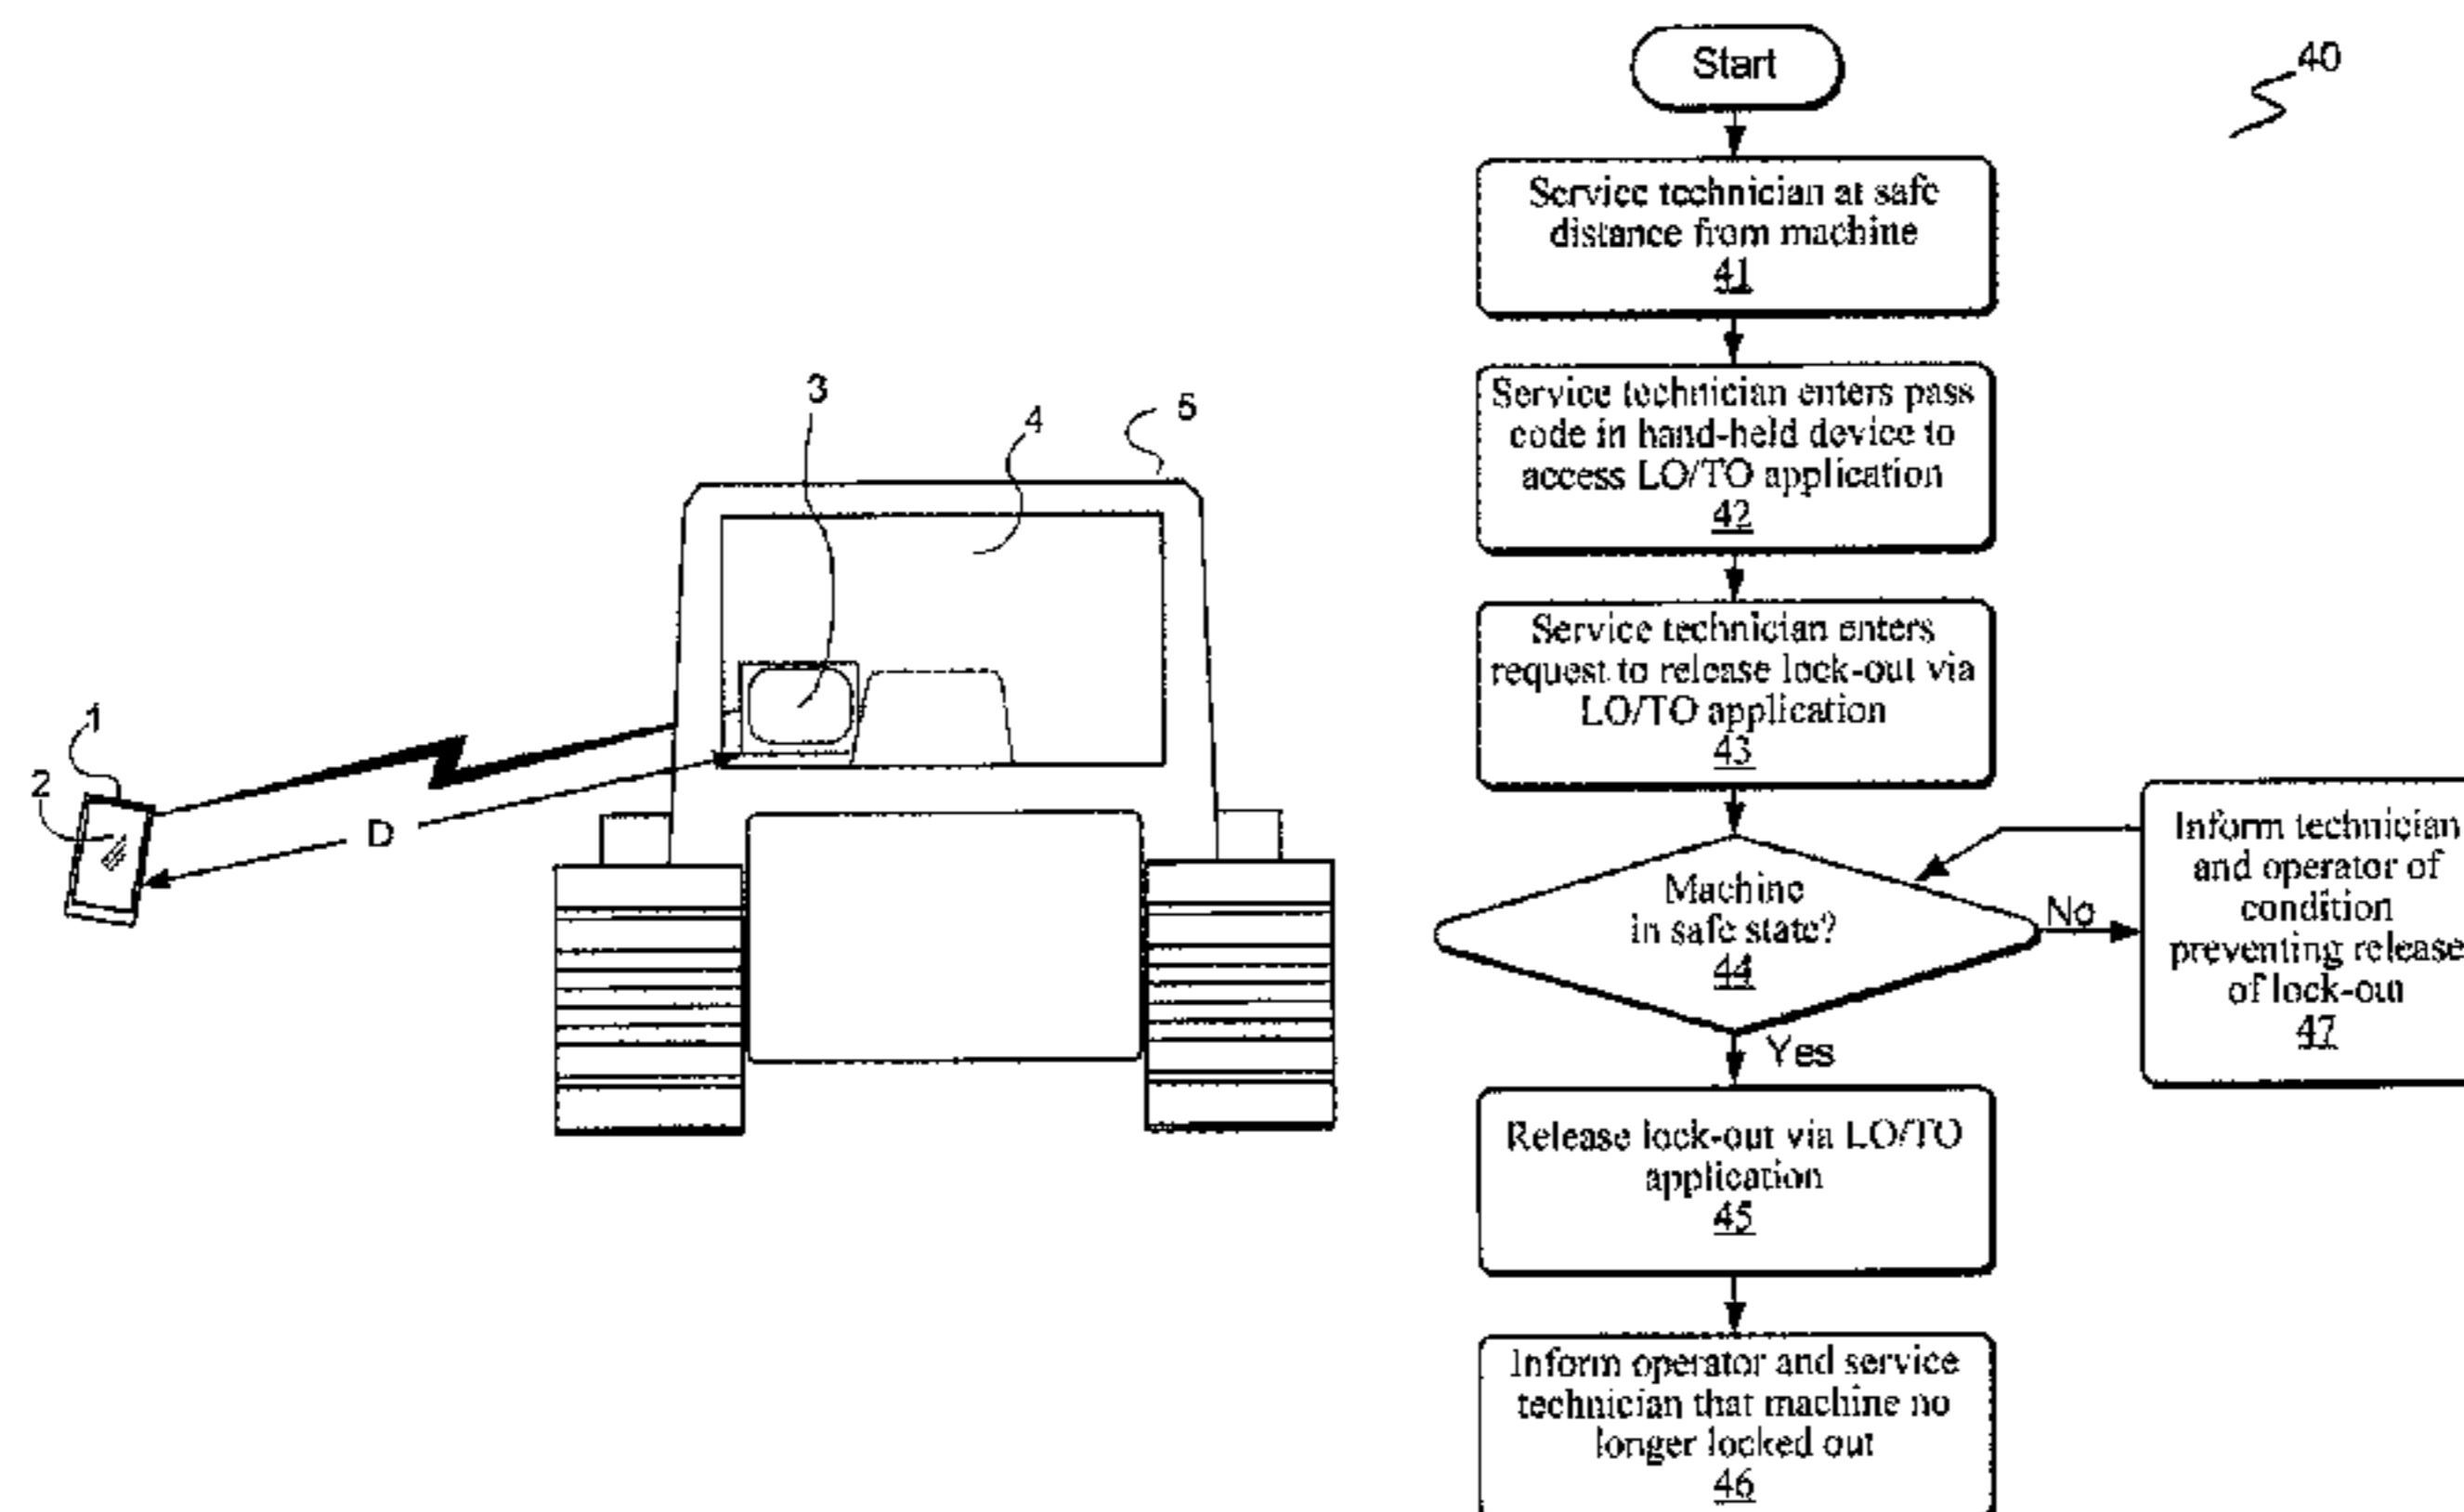 3
4
5
1
2
D
40
Start
Service technician at safe
distance from machine
41
Service technician enters pass
code in hand-held device to
access LO/TO application
42
Service technician enters
request to release lock-out via
LO/TO application
43
Machine
in safe state?
44
No
Inform technician
and operator of
condition
preventing release
of lock-out
47
Yes
Release lock-out via LO/TO
application
45
Inform operator and service
technician that machine no
longer locked out
46